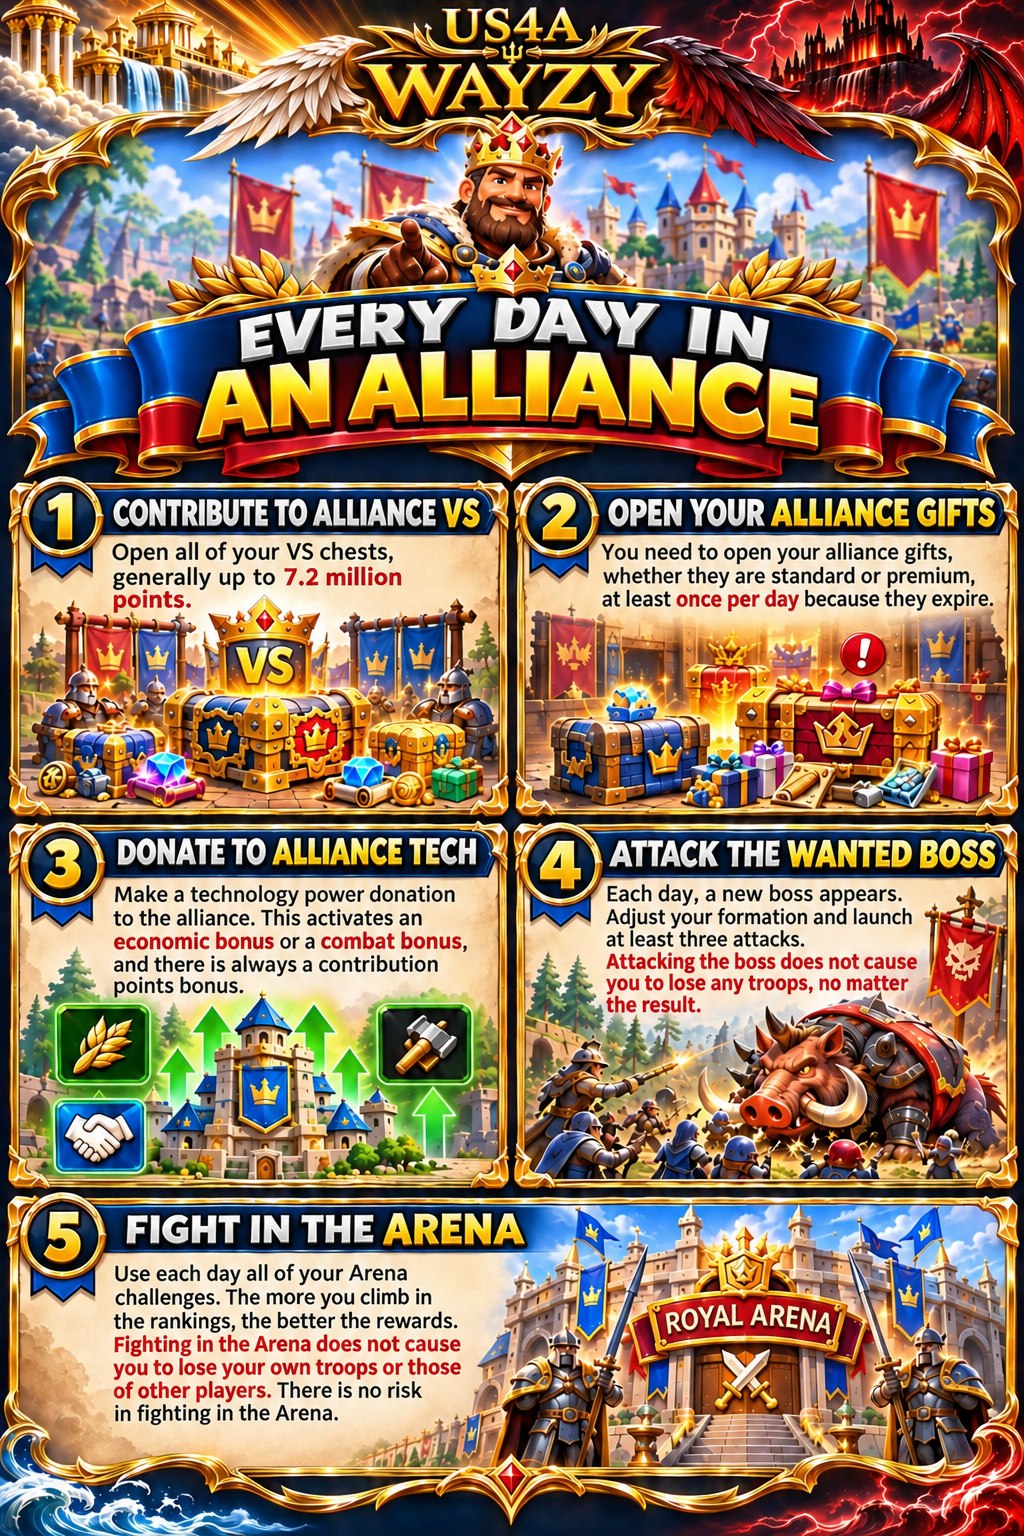 US4A
WAYZY
EVERY DAY IN
AN ALLIANCE
1
CONTRIBUTE TO ALLIANCE VS
Open all of your VS chests,
generally up to 7.2 million
points.
VS
2
OPEN YOUR ALLIANCE GIFTS
You need to open your alliance gifts,
whether they are standard or premium,
at least once per day because they expire.
!
3
DONATE TO ALLIANCE TECH
Make a technology power donation
to the alliance. This activates an
economic bonus or a combat bonus,
and there is always a contribution
points bonus.
4
ATTACK THE WANTED BOSS
Each day, a new boss appears.
Adjust your formation and launch
at least three attacks.
Attacking the boss does not cause
you to lose any troops, no matter
the result.
5
FIGHT IN THE ARENA
Use each day all of your Arena
challenges. The more you climb in
the rankings, the better the rewards.
Fighting in the Arena does not cause
you to lose your own troops or those
of other players. There is no risk
in fighting in the Arena.
ROYAL ARENA